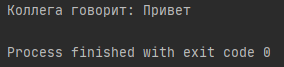 Коллега говорит: Привет
Process finished with exit code 0